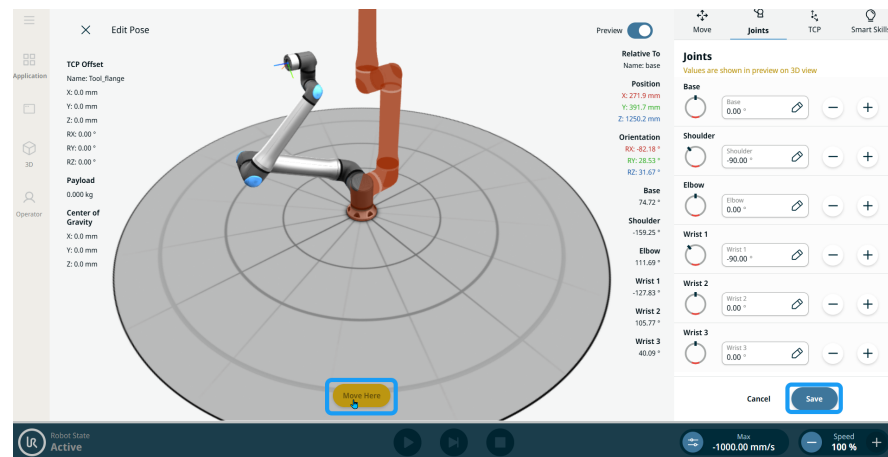 Edit Pose
Preview
Application
3D
Operator
TCP Offset
Name: Tool_flange
X: 0.0 mm
Y: 0.0 mm
Z: 0.0 mm
RX: 0.00 °
RY: 0.00 °
RZ: 0.00 °
Payload
0.000 kg
Center of
Gravity
X: 0.0 mm
Y: 0.0 mm
Z: 0.0 mm
Relative To
Name: base
Position
X: 271.9 mm
Y: 391.7 mm
Z: 1250.2 mm
Orientation
RX: -82.18 °
RY: 28.53 °
RZ: 31.67 °
Base
74.72 °
Shoulder
-159.25 °
Elbow
111.69 °
Wrist 1
-127.83 °
Wrist 2
105.77 °
Wrist 3
40.09 °
Move Here
Move
Joints
TCP
Smart Skills
Joints
Values are shown in preview on 3D view
Base
Base
0.00 °
Shoulder
Shoulder
-90.00 °
Elbow
Elbow
0.00 °
Wrist 1
Wrist 1
-90.00 °
Wrist 2
Wrist 2
0.00 °
Wrist 3
Wrist 3
0.00 °
Cancel
Save
UR
Robot State
Active
Max
-1000.00 mm/s
Speed
100 %